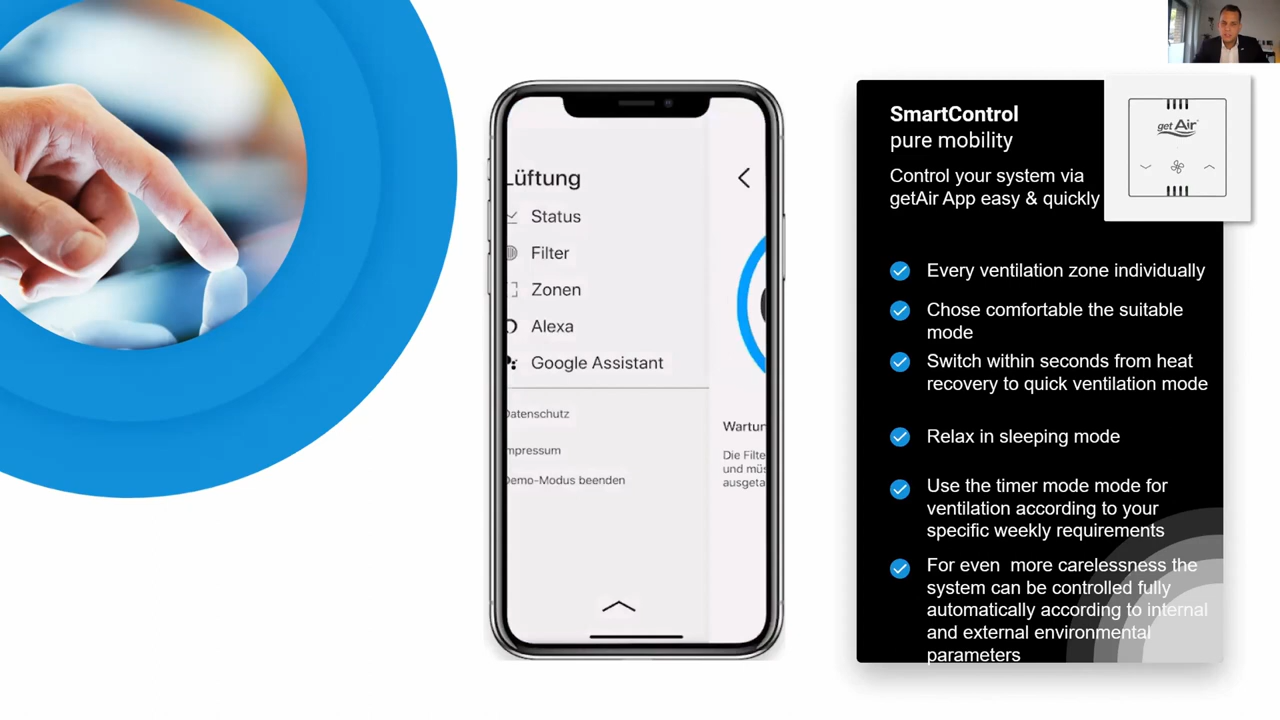 Lüftung
Status
Filter
Zonen
Alexa
Google Assistant
Datenschutz
Impressum
Demo-Modus beenden
Wartun
Die Filte
und müs
ausgeta
SmartControl
pure mobility
Control your system via
getAir App easy & quickly
get Air
Every ventilation zone individually
Chose comfortable the suitable
mode
Switch within seconds from heat
recovery to quick ventilation mode
Relax in sleeping mode
Use the timer mode mode for
ventilation according to your
specific weekly requirements
For even  more carelessness the
system can be controlled fully
automatically according to internal
and external environmental
parameters